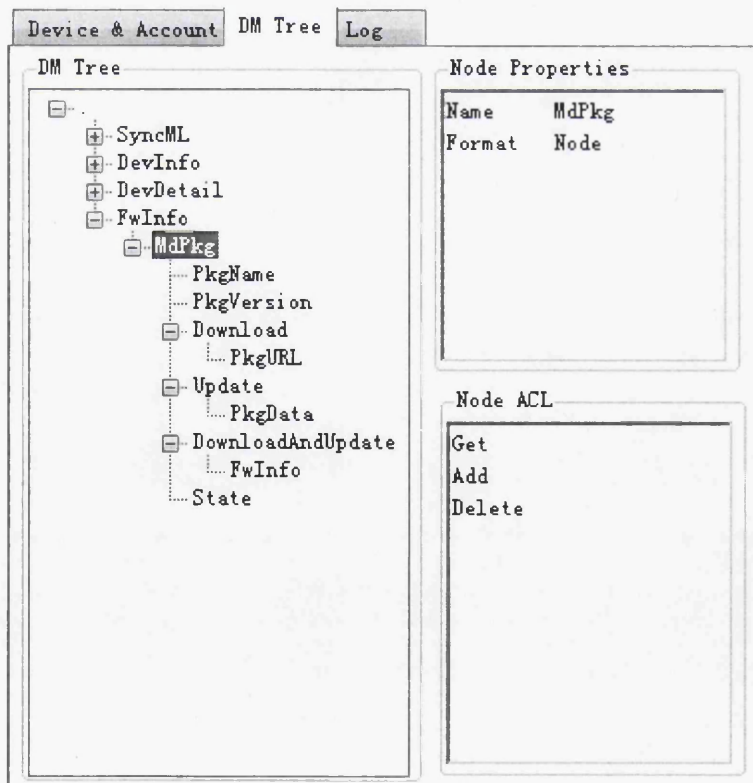 Device & Account DM Tree Log
DM Tree
.
SyncML
DevInfo
DevDetail
FwInfo
MdPkg
PkgName
PkgVersion
Download
PkgURL
Update
PkgData
DownloadAndUpdate
FwInfo
State
Node Properties
Name MdPkg
Format Node
Node ACL
Get
Add
Delete